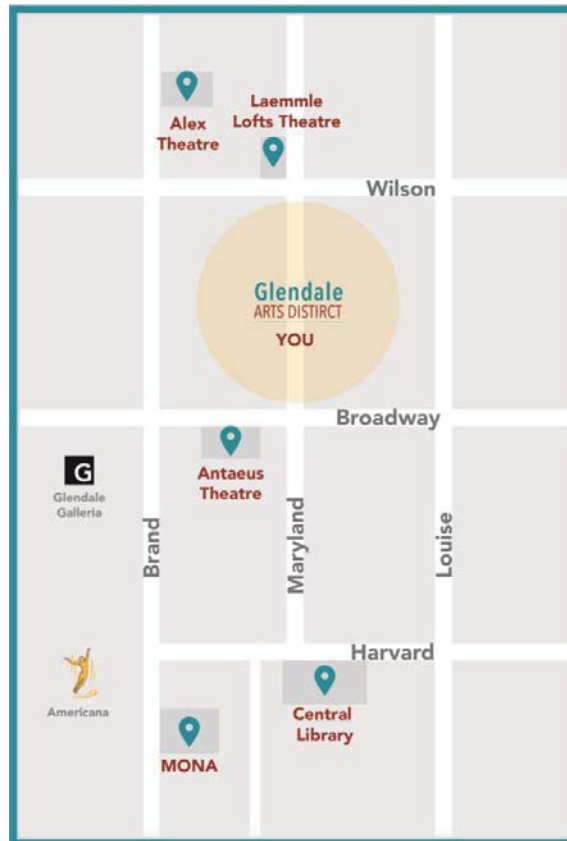 Alex
Theatre
Laemmle
Lofts Theatre
Wilson
Glendale
ARTS DISTIRCT
YOU
Broadway
Antaeus
Theatre
G
Glendale
Galleria
Brand
Maryland
Louise
Harvard
Americana
Central
Library
MONA